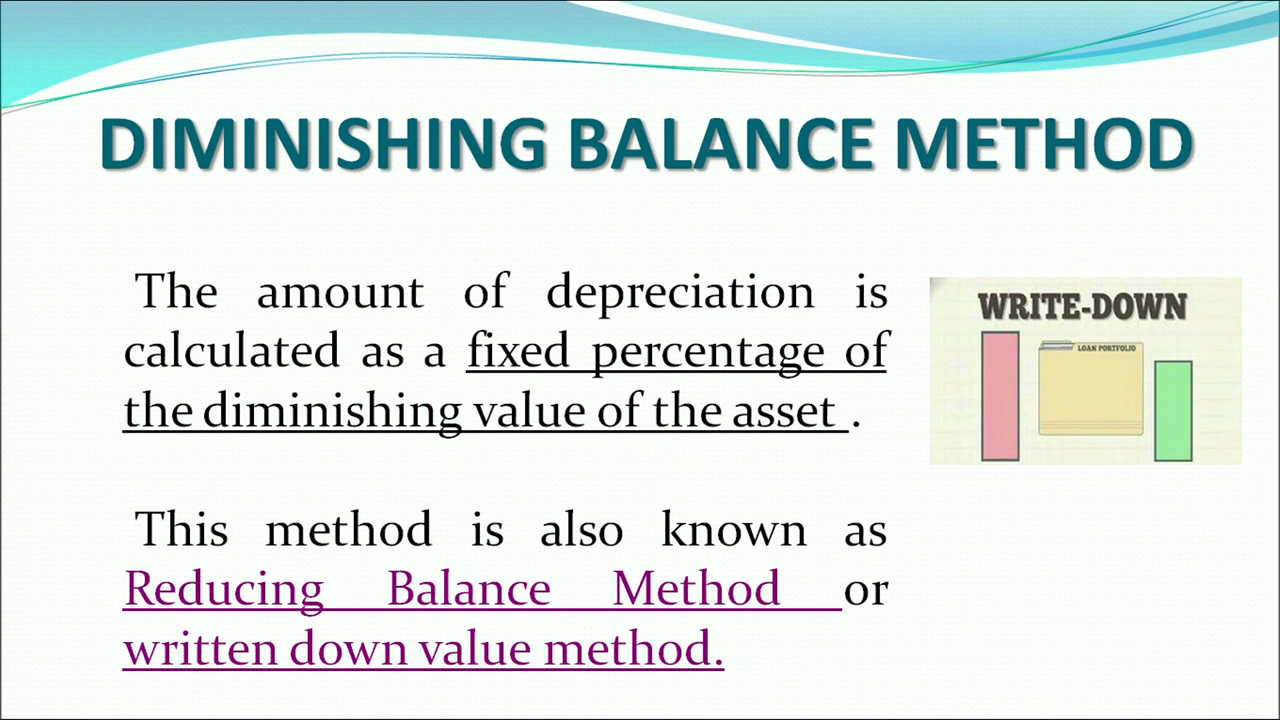 DIMINISHING BALANCE METHOD
The amount of depreciation is
calculated as a fixed percentage of
the diminishing value of the asset .
WRITE-DOWN
LOAN PORTFOLIO
This method is also known as
Reducing Balance Method or
written down value method.